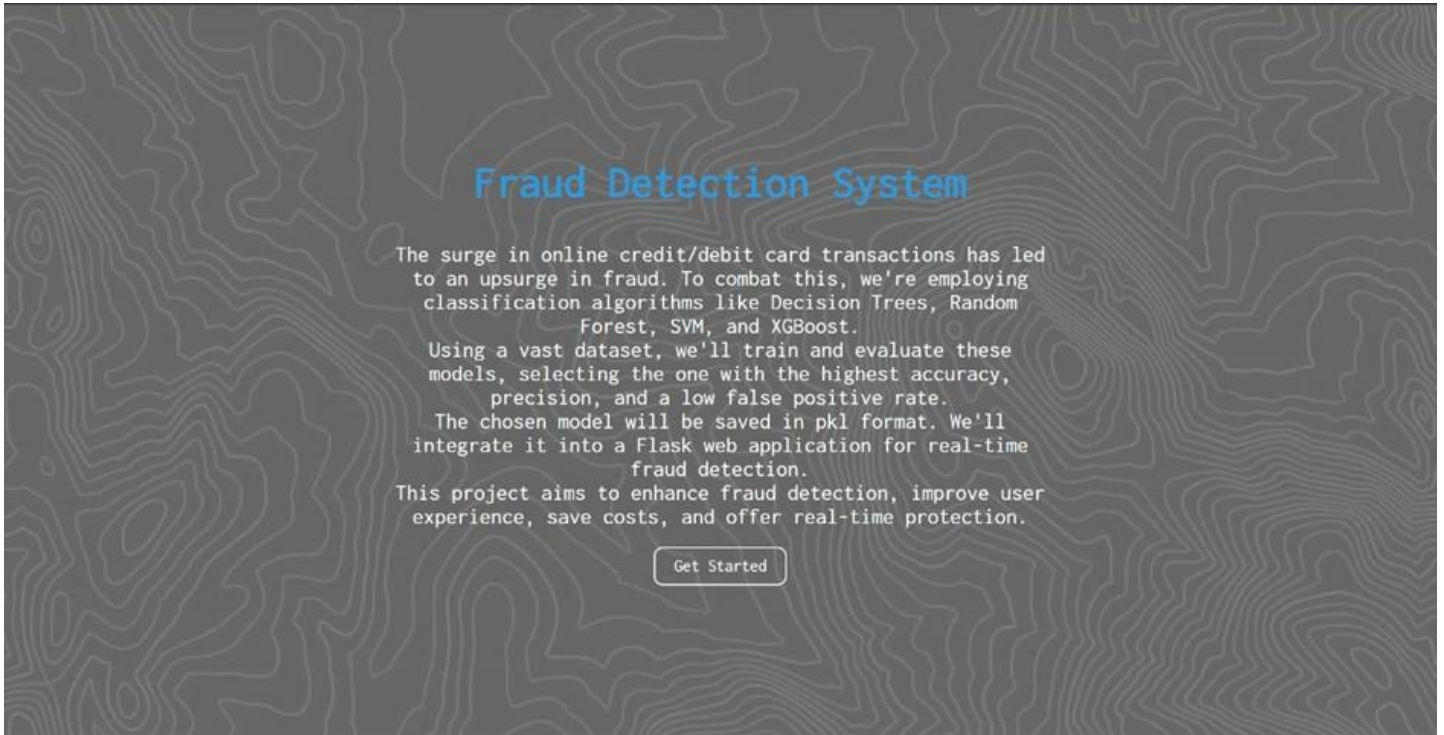 Fraud Detection System
The surge in online credit/debit card transactions has led
to an upsurge in fraud. To combat this, we're employing
classification algorithms like Decision Trees, Random
Forest, SVM, and XGBoost.
Using a vast dataset, we'll train and evaluate these
models, selecting the one with the highest accuracy,
precision, and a low false positive rate.
The chosen model will be saved in pkl format. We'll
integrate it into a Flask web application for real-time
fraud detection.
This project aims to enhance fraud detection, improve user
experience, save costs, and offer real-time protection.
Get Started